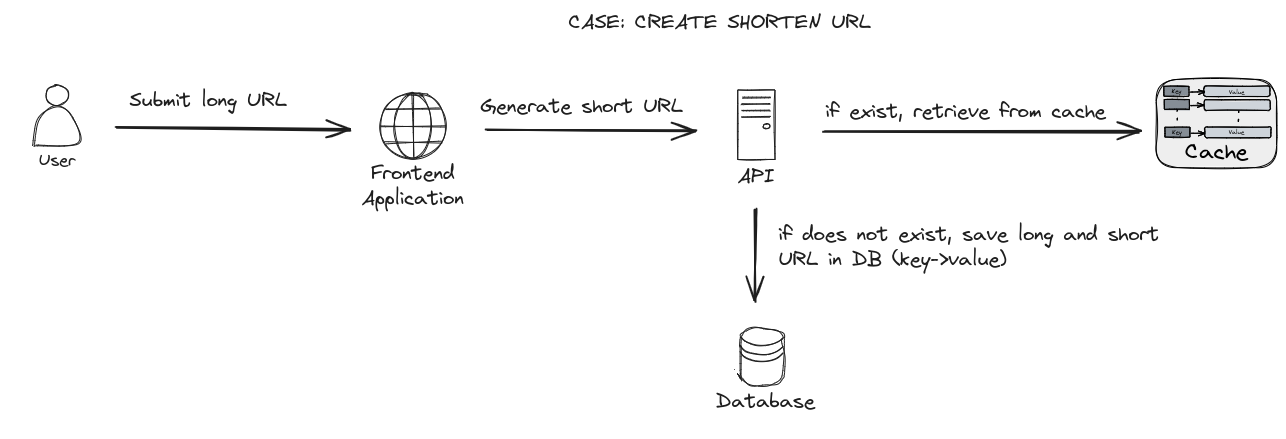 CASE: CREATE SHORTEN URL
Submit long URL
Generate short URL
if exist, retrieve from cache
Key
Value
Key
Value
Cache
User
Frontend
Application
API
if does not exist, save long and short
URL in DB (key->value)
Database